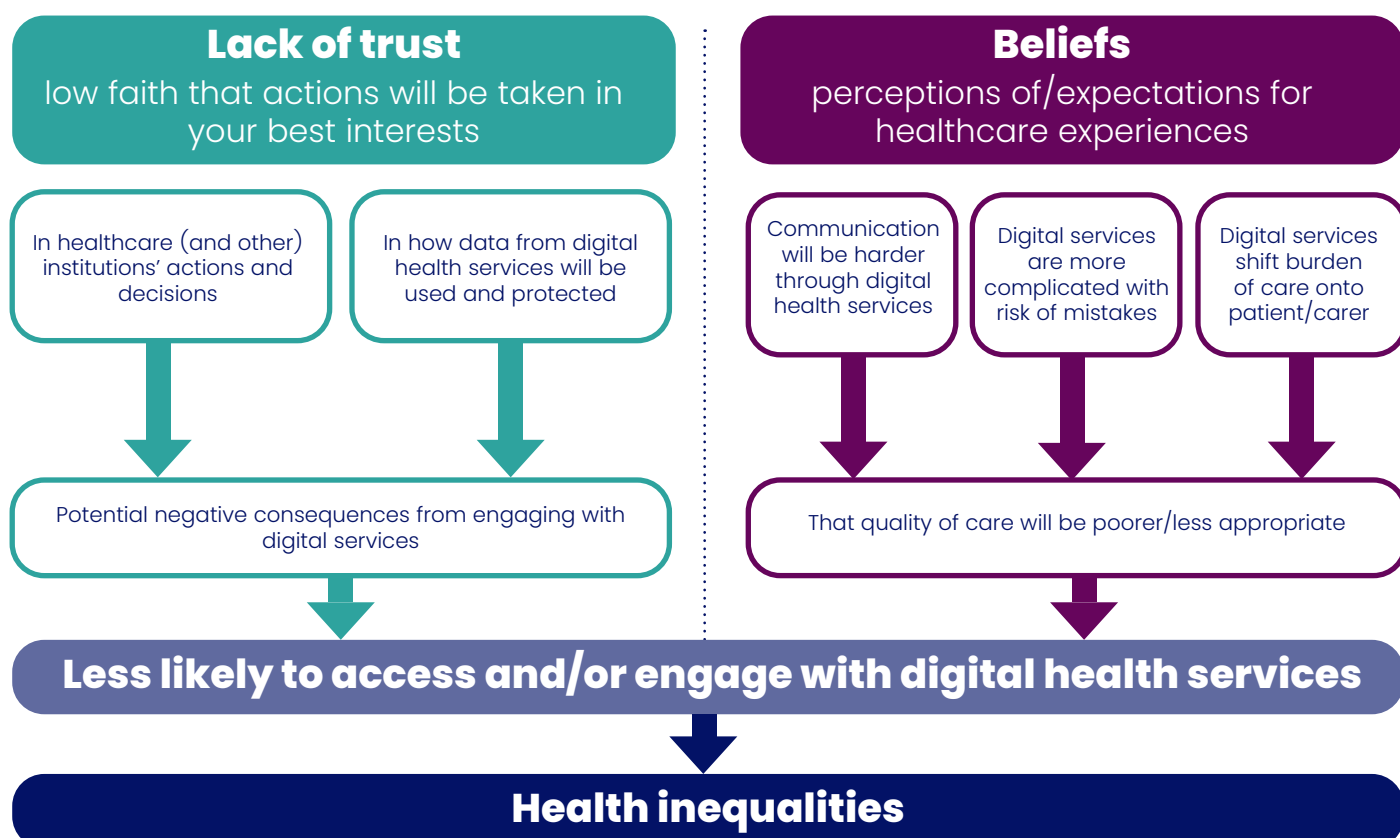 Lack of trust
low faith that actions will be taken in
your best interests
Beliefs
perceptions of/expectations for
healthcare experiences
In healthcare (and other)
institutions’ actions and
decisions
In how data from digital
health services will be
used and protected
Communication
will be harder
through digital
health services
Digital services
are more
complicated with
risk of mistakes
Digital services
shift burden
of care onto
patient/carer
Potential negative consequences from engaging with
digital services
That quality of care will be poorer/less appropriate
Less likely to access and/or engage with digital health services
Health inequalities